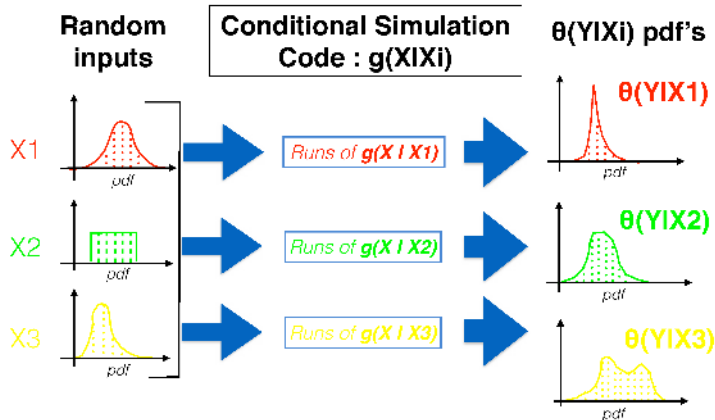 Random
inputs
Conditional Simulation
Code : g(XIXi)
θ(YIXi) pdf's
X1
pdf
Runs of g(X I X1)
θ(YIX1)
X2
pdf
Runs of g(X I X2)
θ(YIX2)
pdf
X3
pdf
Runs of g(X I X3)
θ(YIX3)
pdf
pdf